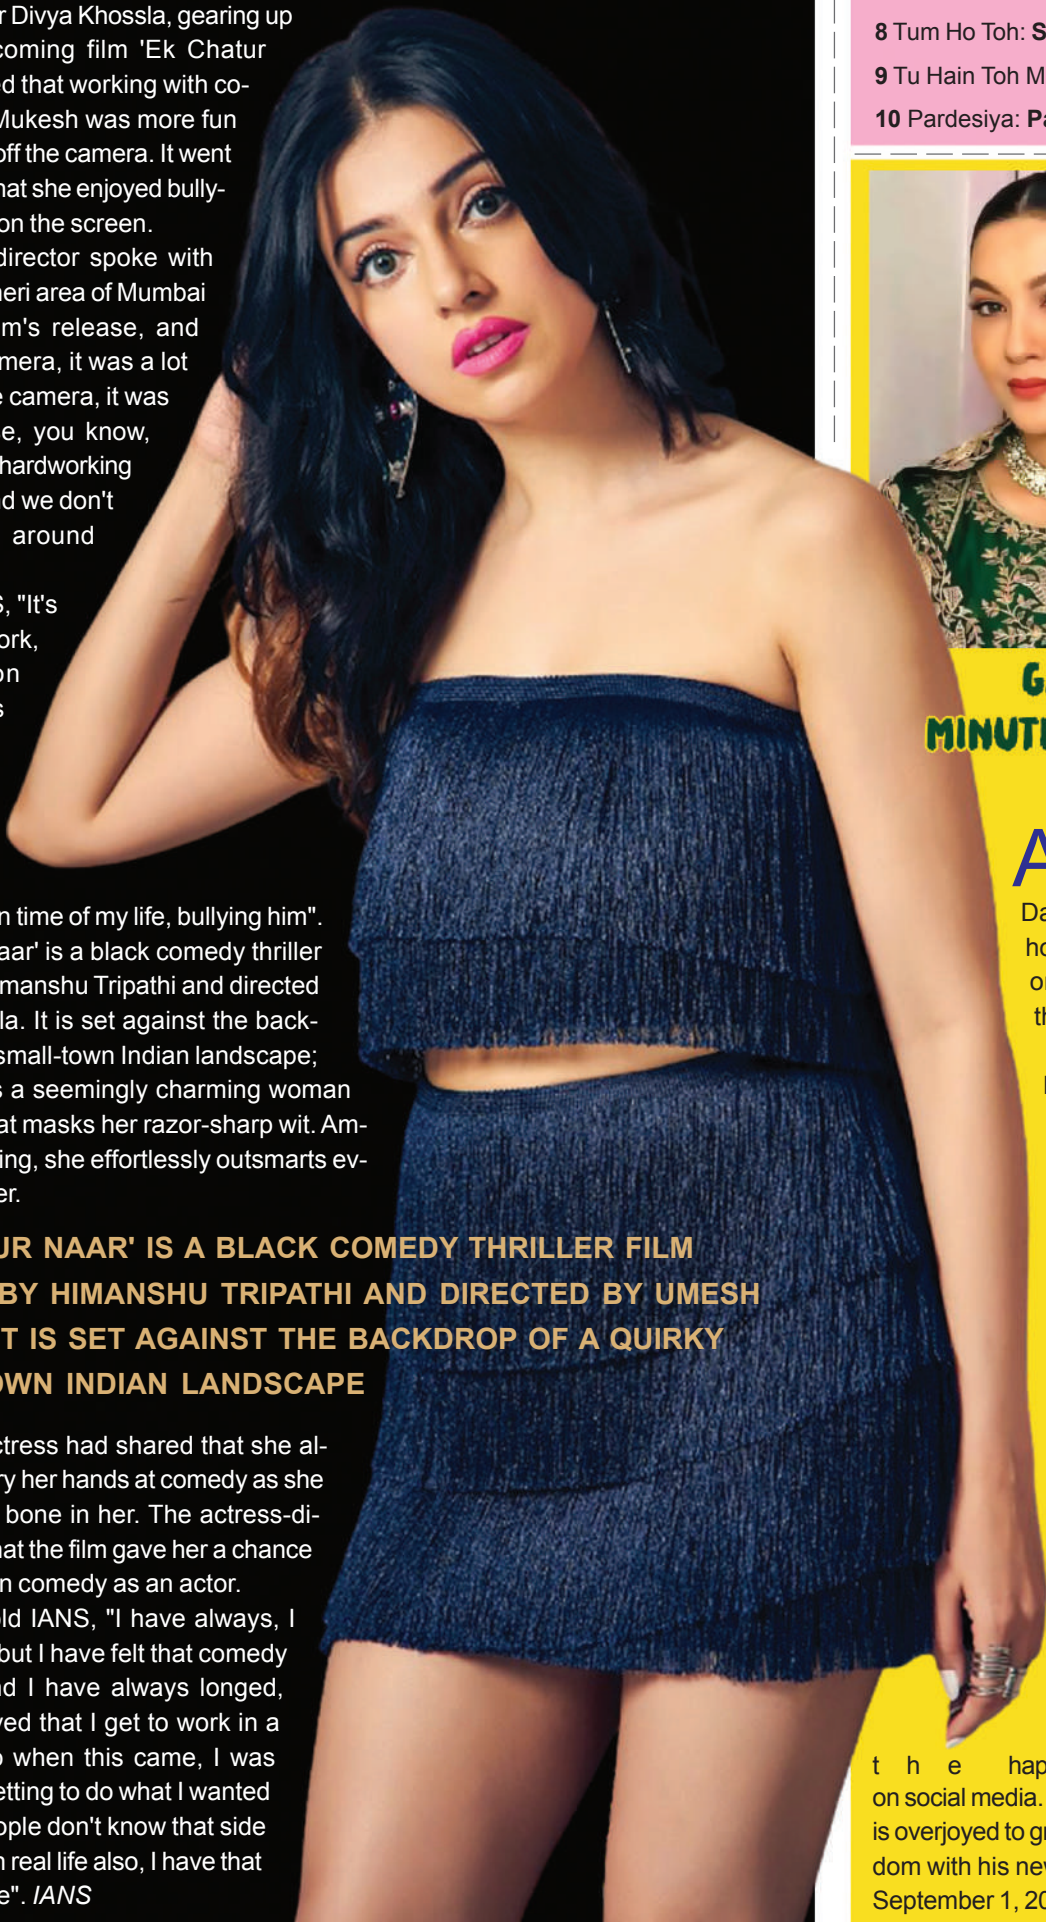 r Divya Khossla, gearing up
coming film 'Ek Chatur
d that working with co-
Mukesh was more fun
off the camera. It went
hat she enjoyed bully-
on the screen.
director spoke with
heri area of Mumbai
m's release, and
mera, it was a lot
e camera, it was
e, you know,
hardworking
d we don't
around
S, "It's
ork,
on
s
n time of my life, bullying him".
aar' is a black comedy thriller
manshu Tripathi and directed
la. It is set against the back-
small-town Indian landscape;
s a seemingly charming woman
at masks her razor-sharp wit. Am-
ing, she effortlessly outsmarts ev-
er.
UR NAAR' IS A BLACK COMEDY THRILLER FILM
BY HIMANSHU TRIPATHI AND DIRECTED BY UMESH
T IS SET AGAINST THE BACKDROP OF A QUIRKY
OWN INDIAN LANDSCAPE
ctress had shared that she al-
ry her hands at comedy as she
bone in her. The actress-di-
hat the film gave her a chance
n comedy as an actor.
ld IANS, "I have always, I
but I have felt that comedy
nd I have always longed,
yed that I get to work in a
o when this came, I was
etting to do what I wanted
ople don't know that side
n real life also, I have that
e". IANS
8 Tum Ho Toh: S
9 Tu Hain Toh M
10 Pardesiya: Pa
G
MINUTE
A
Da
ho
or
th
t h e hap
on social media.
is overjoyed to gr
dom with his nev
September 1, 20